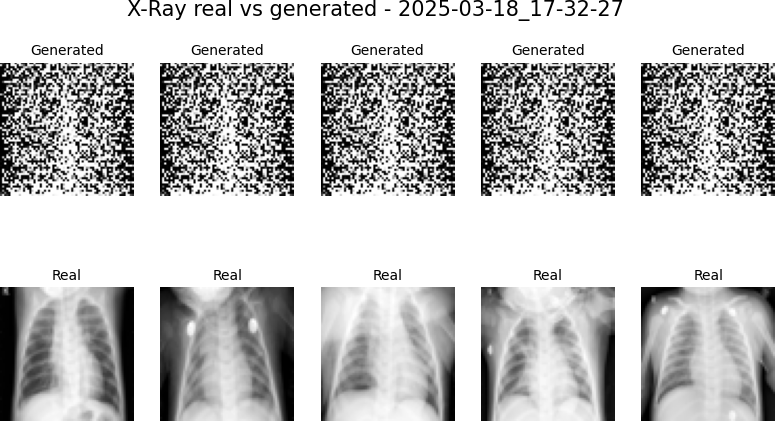 X-Ray real vs generated - 2025-03-18_17-32-27
Generated Generated Generated Generated Generated
Real Real Real Real Real